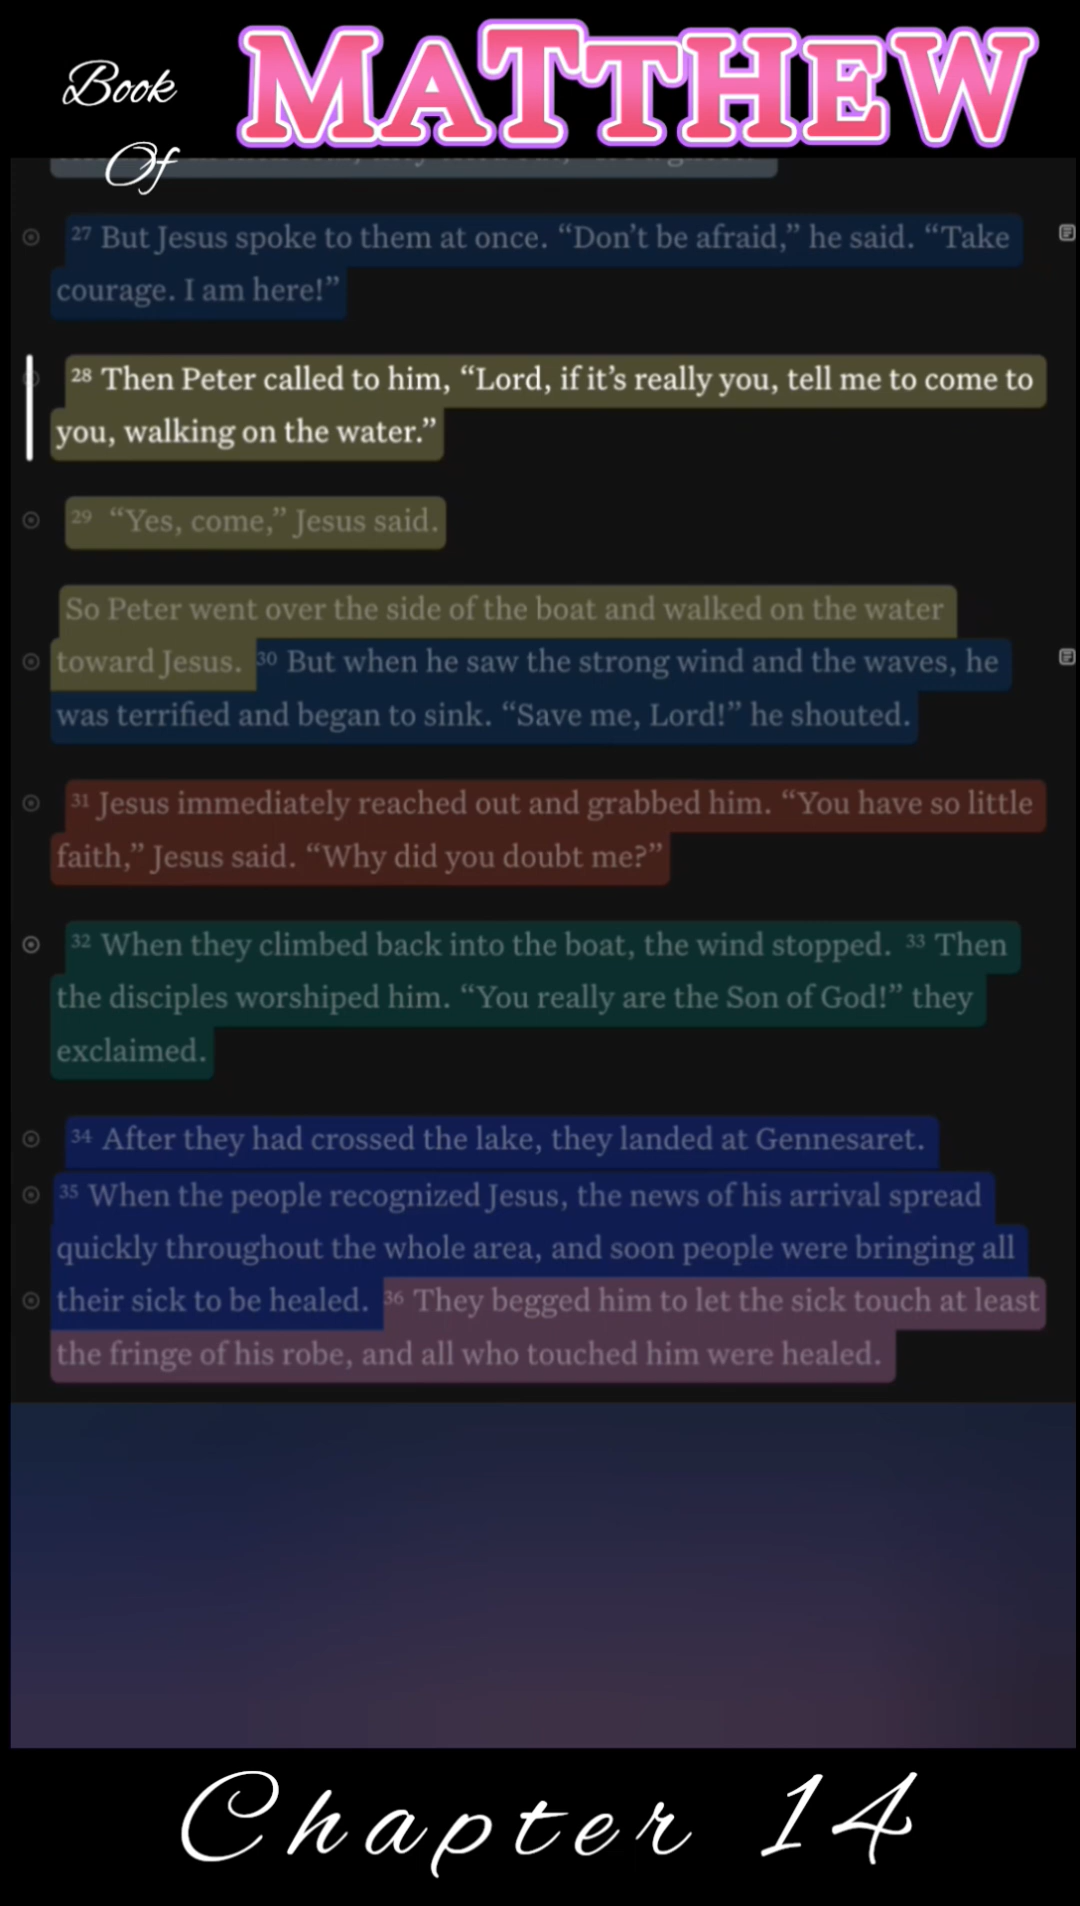 Book
Of
MATTHEW
27 But Jesus spoke to them at once. “Don’t be afraid,” he said. “Take
courage. I am here!”
28 Then Peter called to him, “Lord, if it’s really you, tell me to come to
you, walking on the water.”
29 “Yes, come,” Jesus said.
So Peter went over the side of the boat and walked on the water
toward Jesus. 30 But when he saw the strong wind and the waves, he
was terrified and began to sink. “Save me, Lord!” he shouted.
31 Jesus immediately reached out and grabbed him. “You have so little
faith,” Jesus said. “Why did you doubt me?”
32 When they climbed back into the boat, the wind stopped. 33 Then
the disciples worshiped him. “You really are the Son of God!” they
exclaimed.
34 After they had crossed the lake, they landed at Gennesaret.
35 When the people recognized Jesus, the news of his arrival spread
quickly throughout the whole area, and soon people were bringing all
their sick to be healed. 36 They begged him to let the sick touch at least
the fringe of his robe, and all who touched him were healed.
Chapter 14